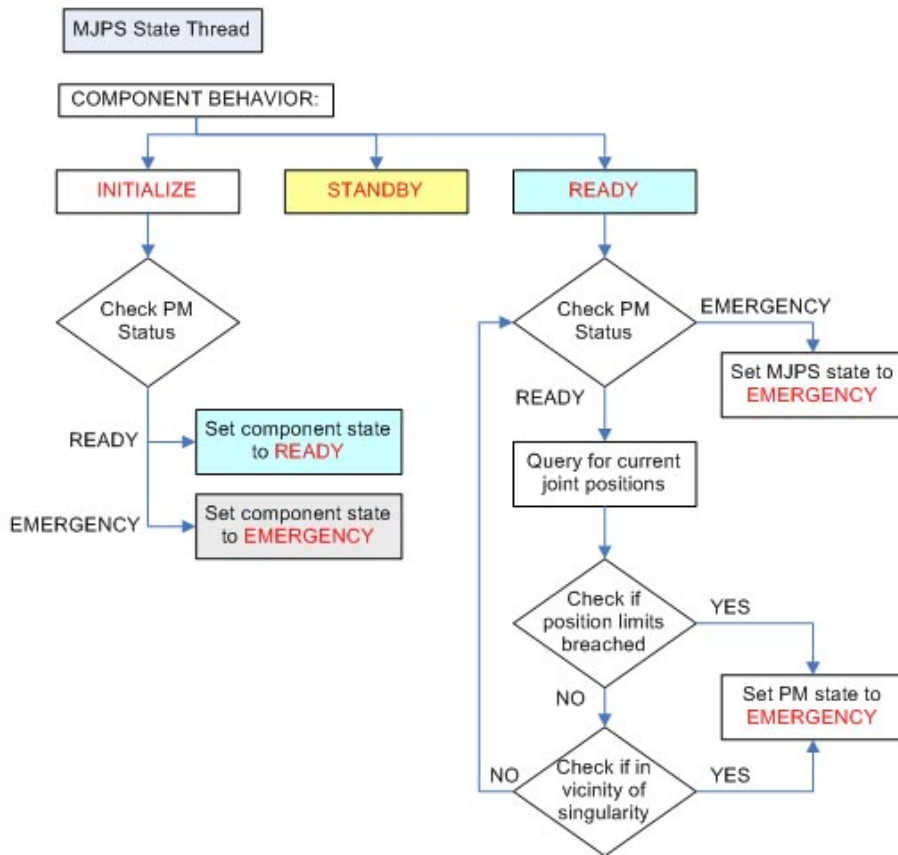 MJPS State Thread
COMPONENT BEHAVIOR:
INITIALIZE
STANDBY
READY
Check PM
Status
READY
Set component state
to READY
EMERGENCY
Set component state
to EMERGENCY
Check PM
Status
EMERGENCY
Set MJPS state to
EMERGENCY
READY
Query for current
joint positions
Check if
position limits
breached
YES
NO
Set PM state to
EMERGENCY
Check if in
vicinity of
singularity
NO
YES